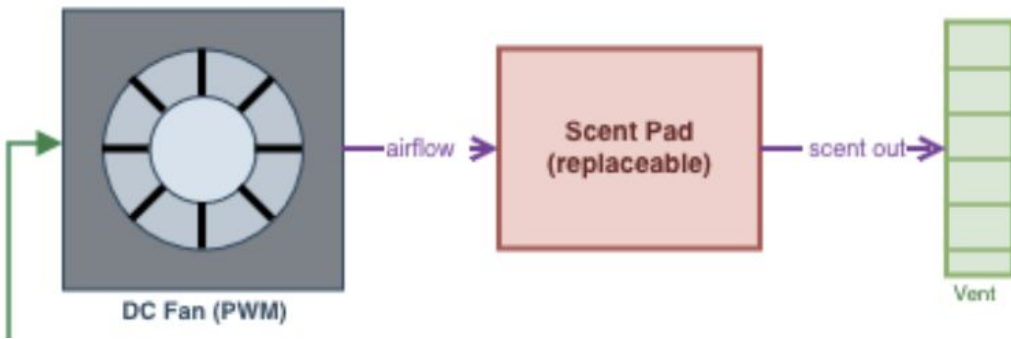 airflow
Scent Pad
(replaceable)
scent out
DC Fan (PWM)
Vent